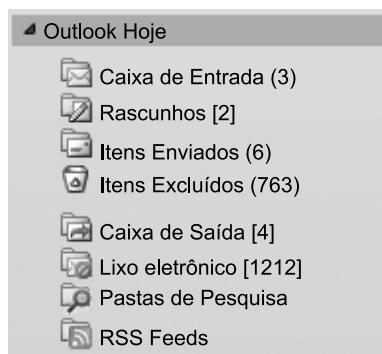 Outlook Hoje
Caixa de Entrada (3)
Rascunhos [2]
Itens Enviados (6)
Itens Excluídos (763)
Caixa de Saída [4]
Lixo eletrônico [1212]
Pastas de Pesquisa
RSS Feeds